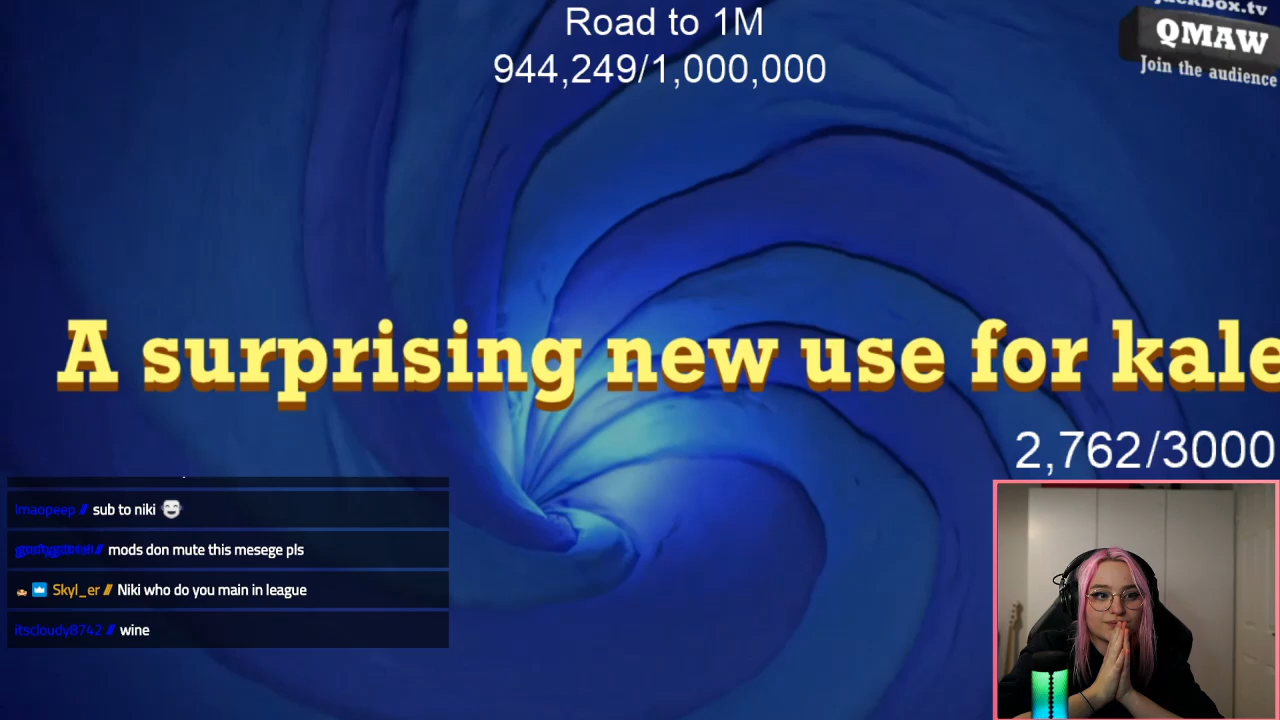 Road to 1M
944,249/1,000,000
jackbox.tv
QMAW
Join the audience
A surprising new use for kale
2,762/3000
lmaopeep // sub to niki
// mods don mute this mesege pls
Skyl_er // Niki who do you main in league
itscloudy8742 // wine